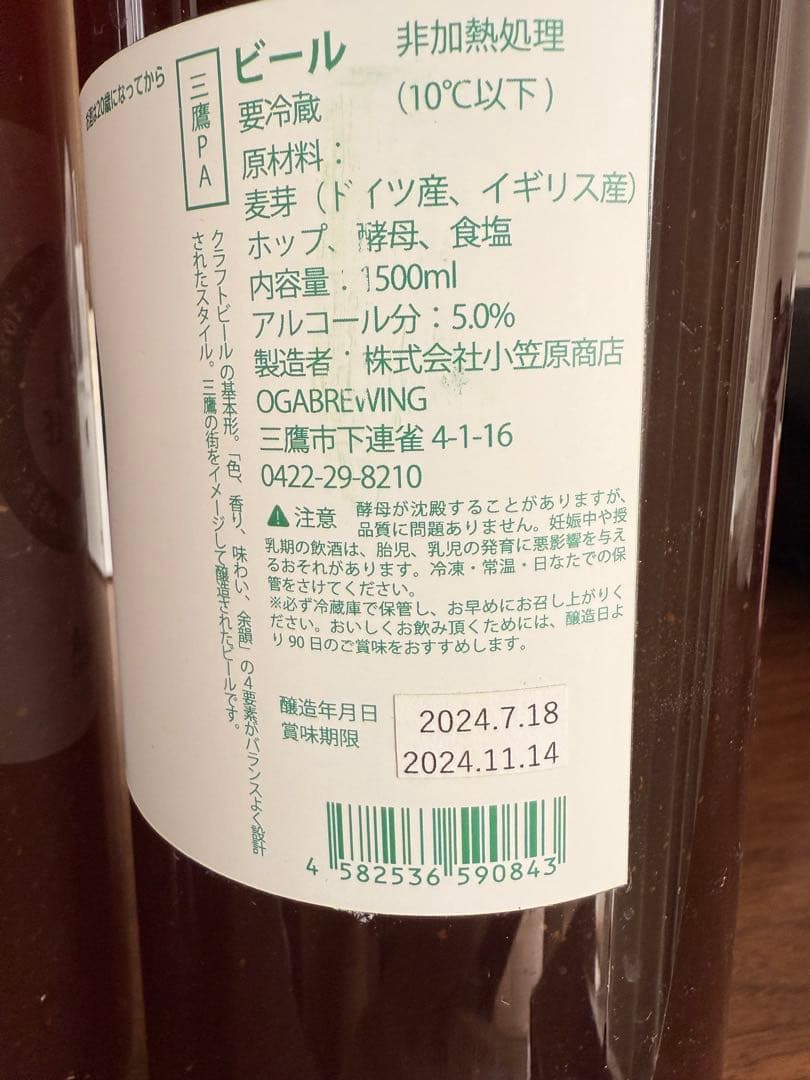 お酒は20歳になってから
三鷹PA
クラフトビールの基本形。「色、香り、味わい、余韻」の4要素がバランスよく設計
されたスタイル。三鷹の街をイメージして醸造されたビールです。
ビール 非加熱処理
要冷蔵 (10℃以下)
原材料:
麦芽(ドイツ産、イギリス産)
ホップ、酵母、食塩
内容量:1500ml
アルコール分:5.0%
製造者:株式会社小笠原商店
OGABREWING
三鷹市下連雀 4-1-16
0422-29-8210
注意 酵母が沈殿することがありますが、
品質に問題ありません。妊娠中や授
乳期の飲酒は、胎児、乳児の発育に悪影響を与え
るおそれがあります。冷凍・常温・日なたでの保
管をさけてください。
※必ず冷蔵庫で保管し、お早めにお召し上がりく
ださい。おいしくお飲み頂くためには、醸造日よ
り90日のご賞味をおすすめします。
醸造年月日 2024.7.18
賞味期限 2024.11.14
4 582536 590843